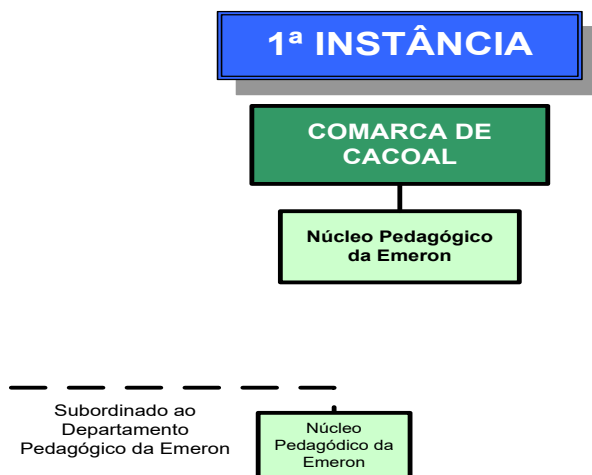 1ª INSTÂNCIA
COMARCA DE
CACOAL
Núcleo Pedagógico
da Emeron
Subordinado ao
Departamento
Pedagógico da Emeron
Núcleo
Pedagódico da
Emeron